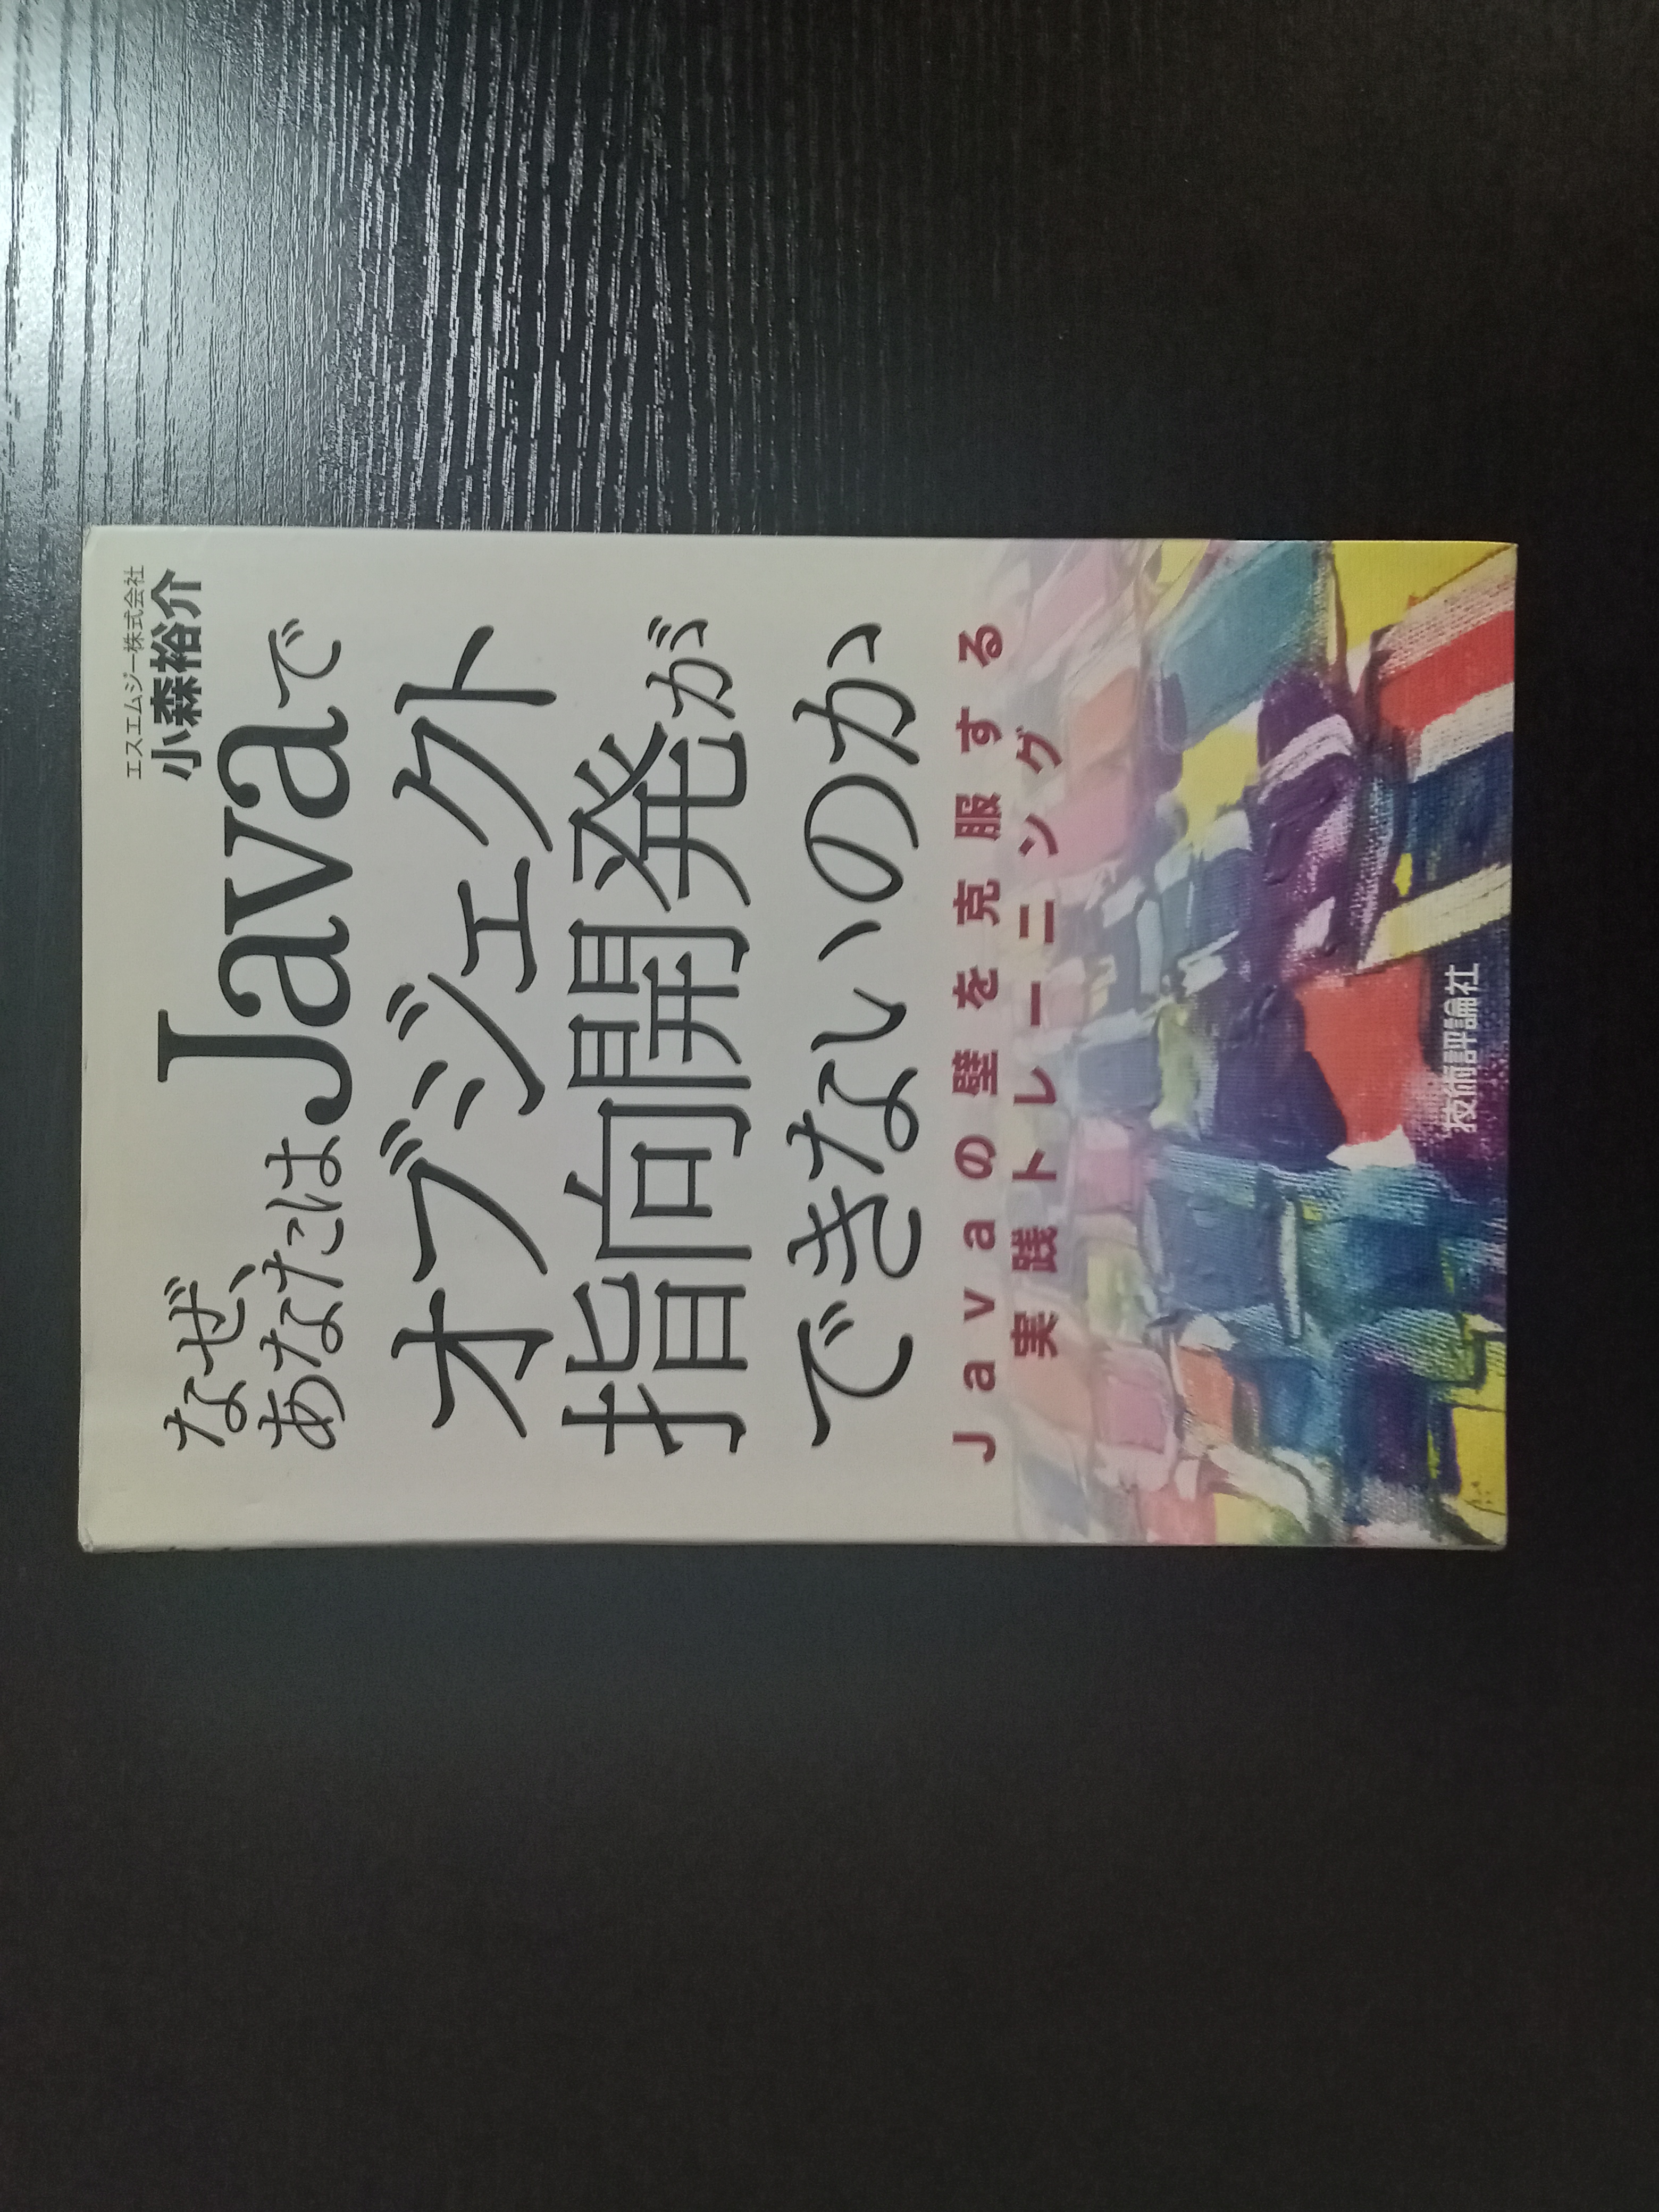 エスエムジー株式会社
小森裕介
なぜ、
あなたはJavaで
オブジェクト
指向開発が
できないのか
Javaの壁を克服する
実践トレーニング
技術評論社